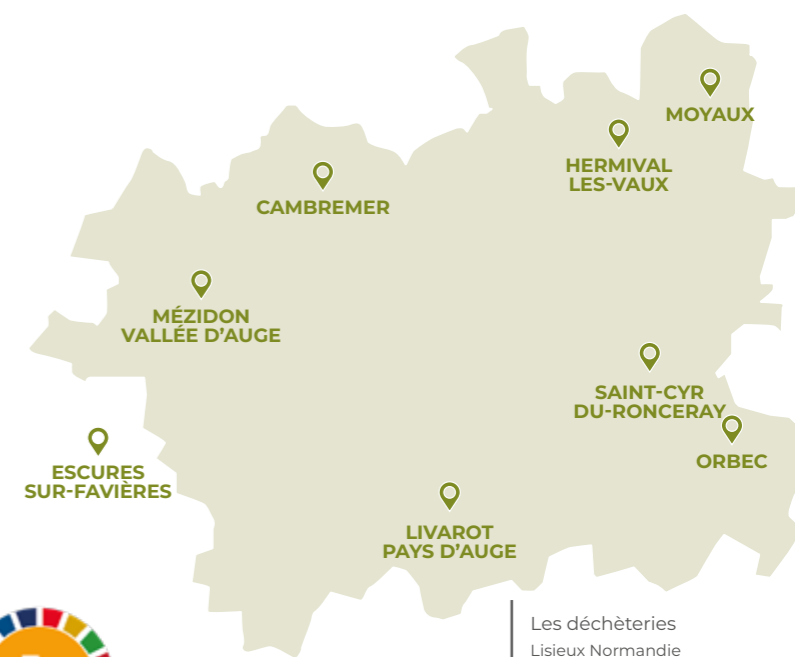 MOYAUX
HERMIVAL
LES-VAUX
CAMBREMER
MÉZIDON
VALLÉE D’AUGE
SAINT-CYR
DU-RONCERAY
ORBEC
ESCURES
SUR-FAVIÈRES
LIVAROT
PAYS D’AUGE
Les déchèteries
Lisieux Normandie